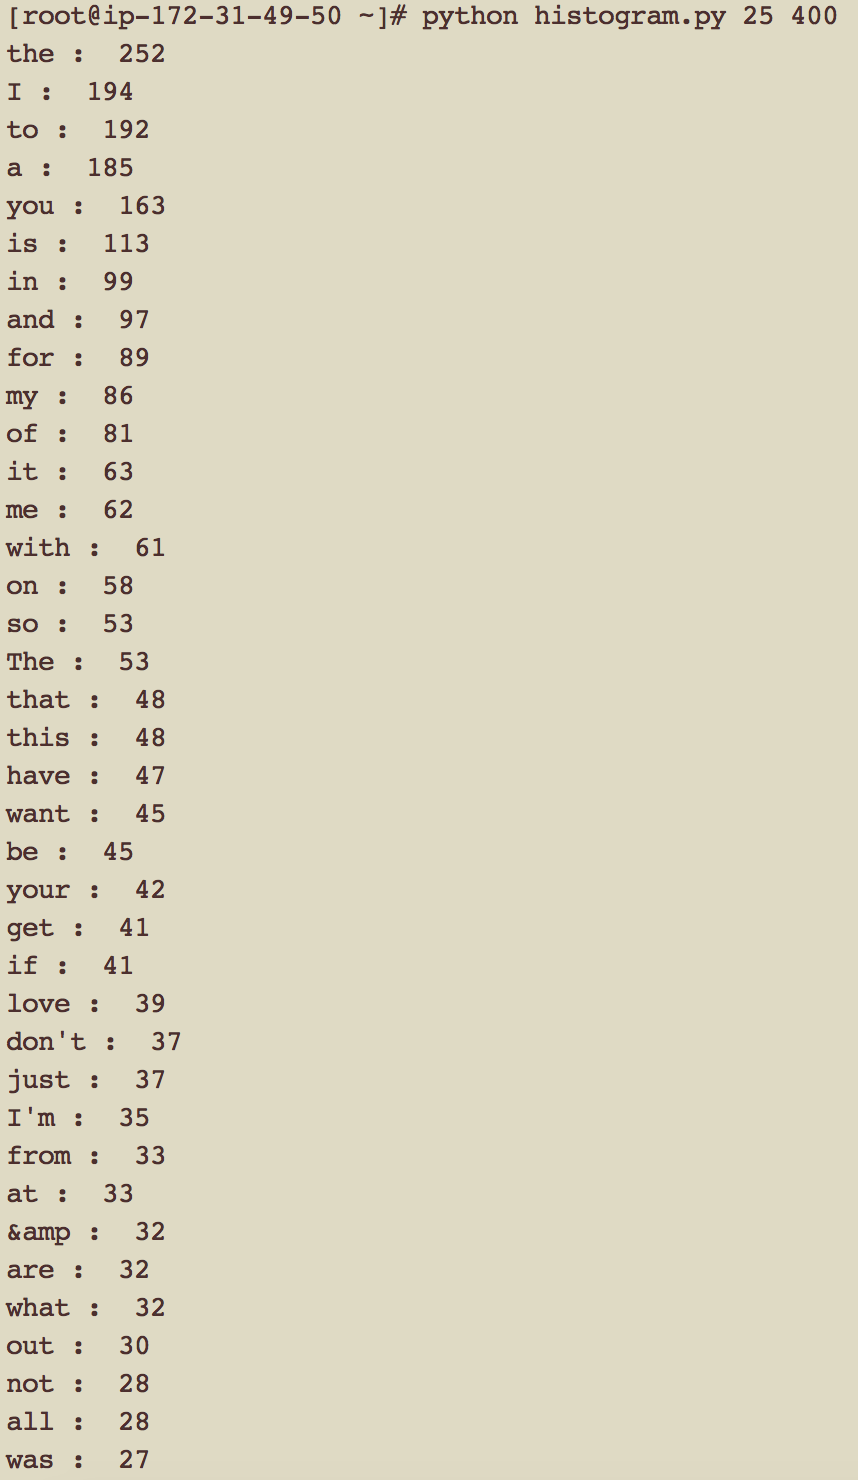 [root@ip-172-31-49-50 ~]# python histogram.py 25 400
the :  252
I :  194
to :  192
a :  185
you :  163
is :  113
in :  99
and :  97
for :  89
my :  86
of :  81
it :  63
me :  62
with :  61
on :  58
so :  53
The :  53
that :  48
this :  48
have :  47
want :  45
be :  45
your :  42
get :  41
if :  41
love :  39
don't :  37
just :  37
I'm :  35
from :  33
at :  33
&amp :  32
are :  32
what :  32
out :  30
not :  28
all :  28
was :  27